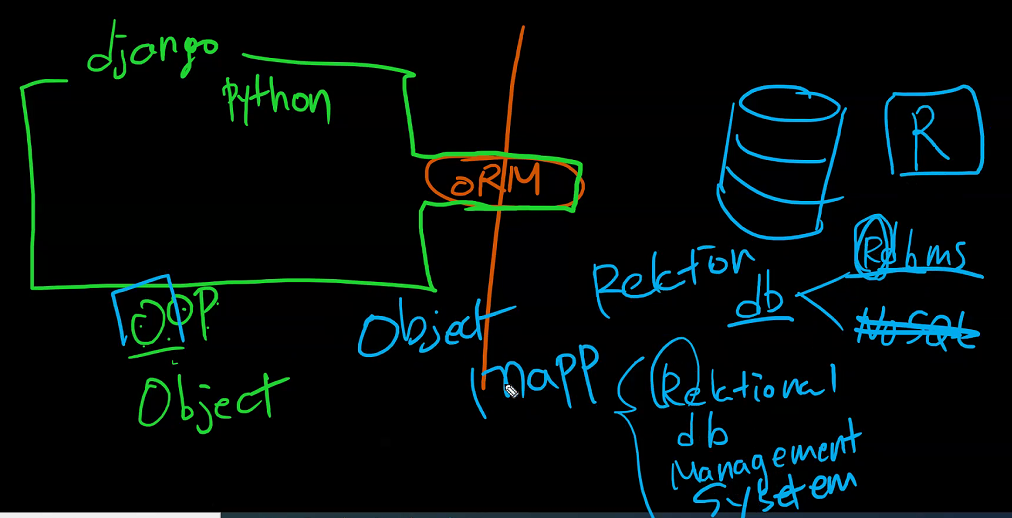 django
Python
ORM
R
Rdbms
Relation
db
NoSQL
OOP
Object
Object
mapp
Relational
db
Management
System